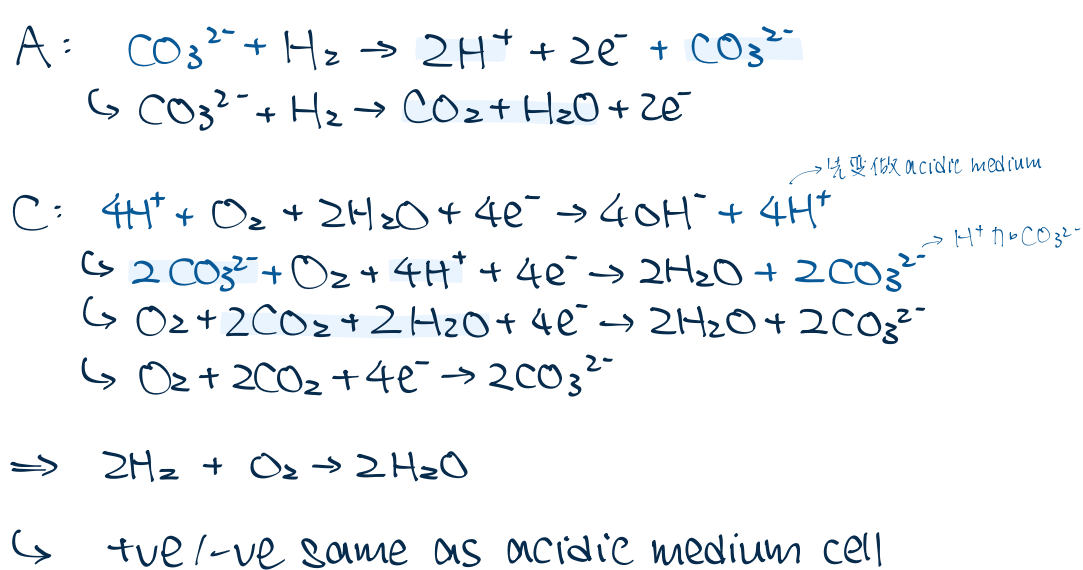 A: CO₃²⁻ + H₂ → 2H⁺ + 2e⁻ + CO₃²⁻
↳ CO₃²⁻ + H₂ → CO₂ + H₂O + 2e⁻
→ 先變做 acidic medium
C: 4H⁺ + O₂ + 2H₂O + 4e⁻ → 4OH⁻ + 4H⁺
→ H⁺ CO₃²⁻
↳ 2CO₃²⁻ + O₂ + 4H⁺ + 4e⁻ → 2H₂O + 2CO₃²⁻
↳ O₂ + 2CO₂ + 2H₂O + 4e⁻ → 2H₂O + 2CO₃²⁻
↳ O₂ + 2CO₂ + 4e⁻ → 2CO₃²⁻
⇒ 2H₂ + O₂ → 2H₂O
↳ +ve/-ve same as acidic medium cell